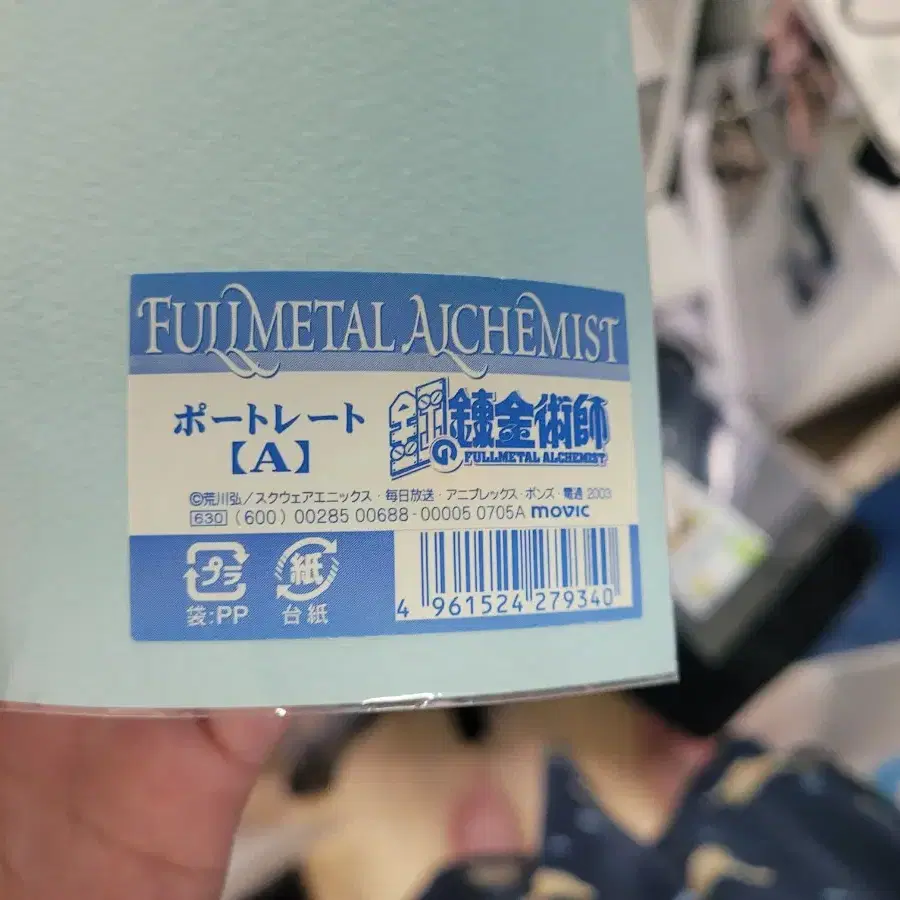 FULLMETAL ALCHEMIST
ポートレート
【A】
鋼の錬金術師
FULLMETAL ALCHEMIST
©荒川弘/スクウェアエニックス・毎日放送・アニプレックス・ボンズ・電通 2003
630 (600) 00285 00688-00005 0705A movic
プラ
紙
袋:PP
台紙
4 961524 279340